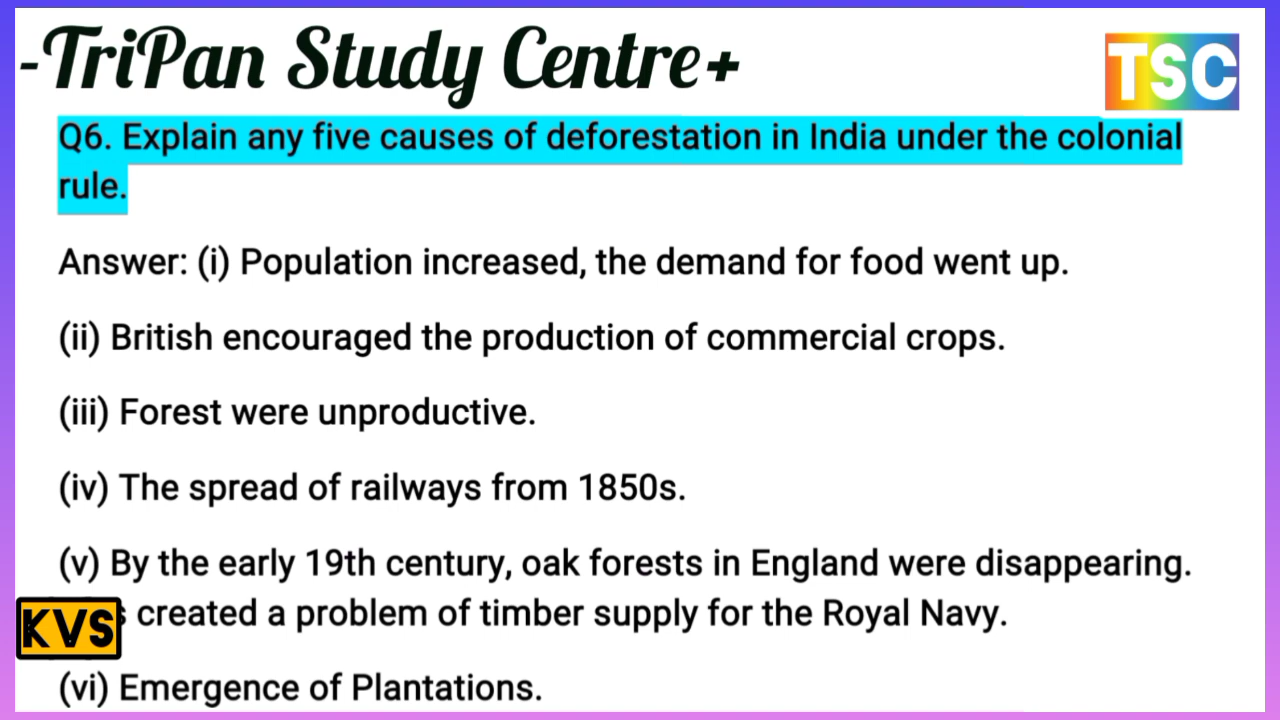 -TriPan Study Centre+
TSC
Q6. Explain any five causes of deforestation in India under the colonial
rule.
Answer: (i) Population increased, the demand for food went up.
(ii) British encouraged the production of commercial crops.
(iii) Forest were unproductive.
(iv) The spread of railways from 1850s.
(v) By the early 19th century, oak forests in England were disappearing.
created a problem of timber supply for the Royal Navy.
KVS
(vi) Emergence of Plantations.